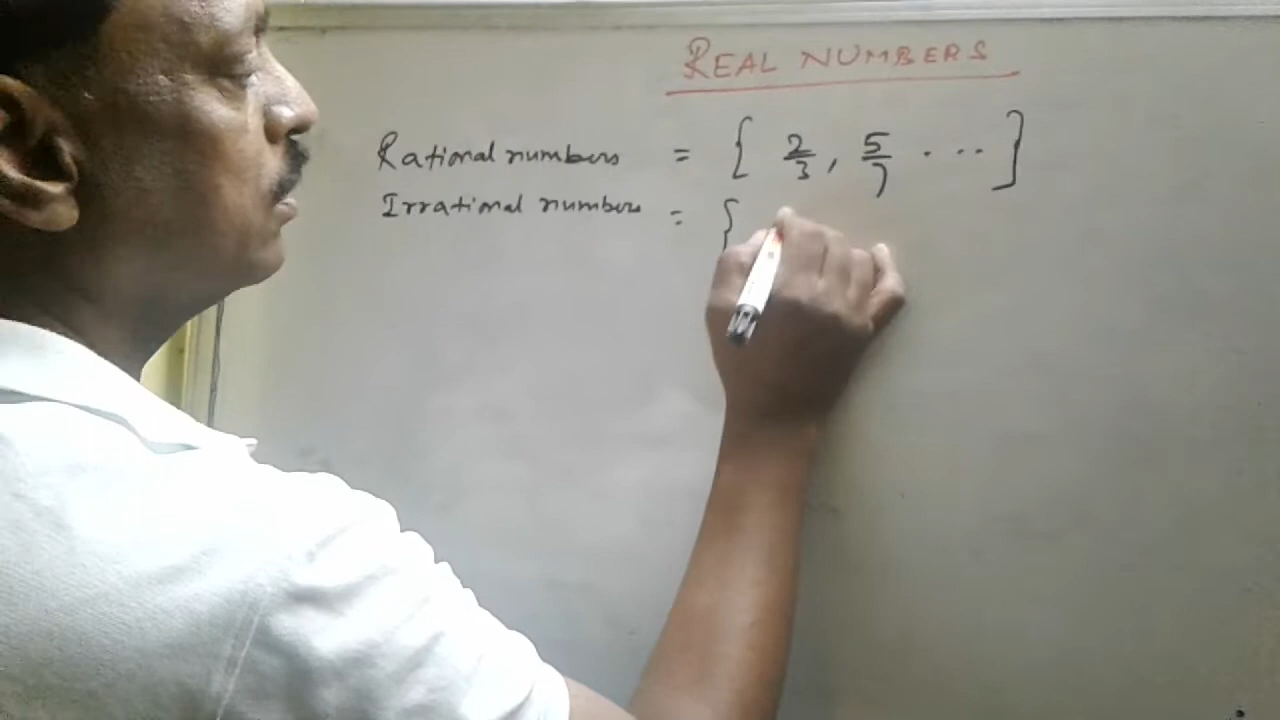 REAL NUMBERS
Rational numbers = { 2/3, 5/7 . ... }
Irrational numbers = {